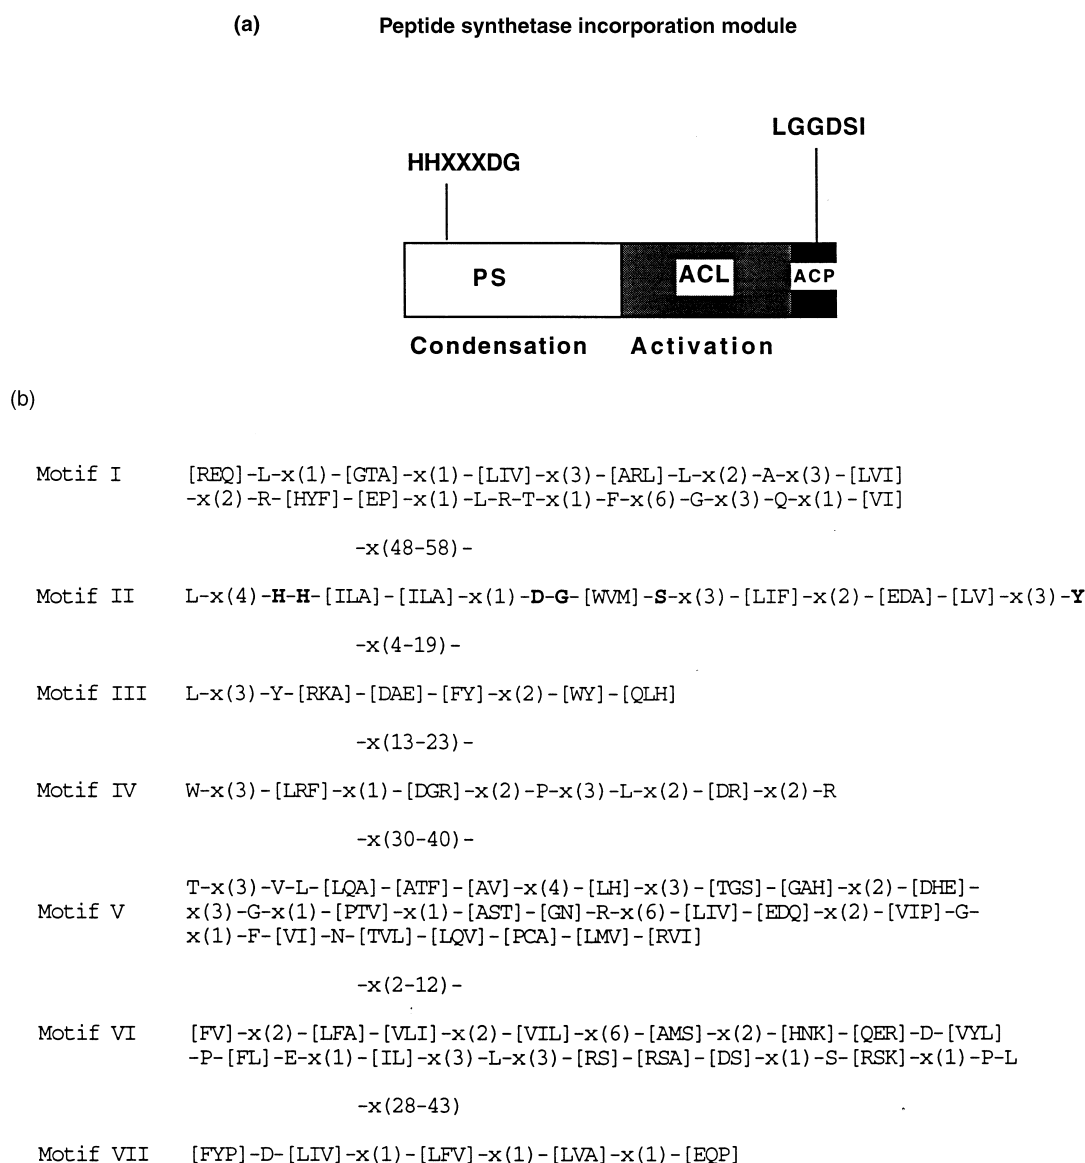 (a) Peptide synthetase incorporation module
LGGDSI
HHXXXDG
PS ACL ACP
Condensation Activation
(b)
Motif I [REQ]-L-x(1)-[GTA]-x(1)-[LIV]-x(3)-[ARL]-L-x(2)-A-x(3)-[LVI]
-x(2)-R-[HYF]-[EP]-x(1)-L-R-T-x(1)-F-x(6)-G-x(3)-Q-x(1)-[VI]
-x(48-58)-
Motif II L-x(4)-H-H-[ILA]-[ILA]-x(1)-D-G-[WVM]-S-x(3)-[LIF]-x(2)-[EDA]-[LV]-x(3)-Y
-x(4-19)-
Motif III L-x(3)-Y-[RKA]-[DAE]-[FY]-x(2)-[WY]-[QLH]
-x(13-23)-
Motif IV W-x(3)-[LRF]-x(1)-[DGR]-x(2)-P-x(3)-L-x(2)-[DR]-x(2)-R
-x(30-40)-
T-x(3)-V-L-[LQA]-[ATF]-[AV]-x(4)-[LH]-x(3)-[TGS]-[GAH]-x(2)-[DHE]-
Motif V x(3)-G-x(1)-[PTV]-x(1)-[AST]-[GN]-R-x(6)-[LIV]-[EDQ]-x(2)-[VIP]-G-
x(1)-F-[VI]-N-[TVL]-[LQV]-[PCA]-[LMV]-[RVI]
-x(2-12)-
Motif VI [FV]-x(2)-[LFA]-[VLI]-x(2)-[VIL]-x(6)-[AMS]-x(2)-[HNK]-[QER]-D-[VYL]
-P-[FL]-E-x(1)-[IL]-x(3)-L-x(3)-[RS]-[RSA]-[DS]-x(1)-S-[RSK]-x(1)-P-L
-x(28-43)
Motif VII [FYP]-D-[LIV]-x(1)-[LFV]-x(1)-[LVA]-x(1)-[EQP]